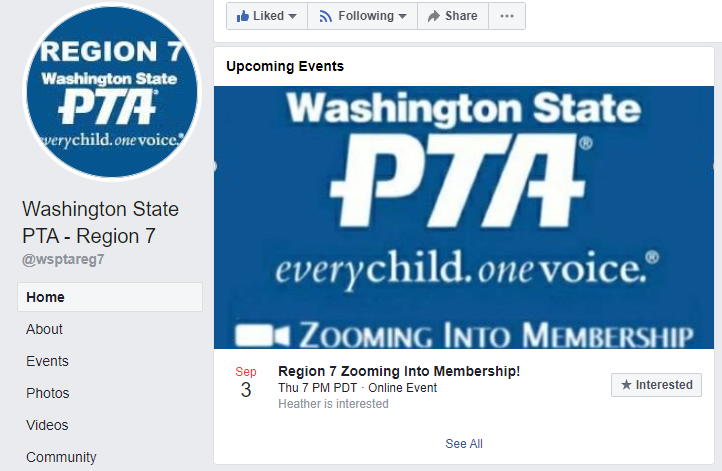 REGION 7
Washington State
PTA®
everychild.onevoice.®
Washington State
PTA - Region 7
@wsptareg7
Home
About
Events
Photos
Videos
Community
Liked
Following
Share
Upcoming Events
Washington State
PTA®
everychild.onevoice.®
ZOOMING INTO MEMBERSHIP
Sep
3
Region 7 Zooming Into Membership!
Thu 7 PM PDT · Online Event
Heather is interested
Interested
See All